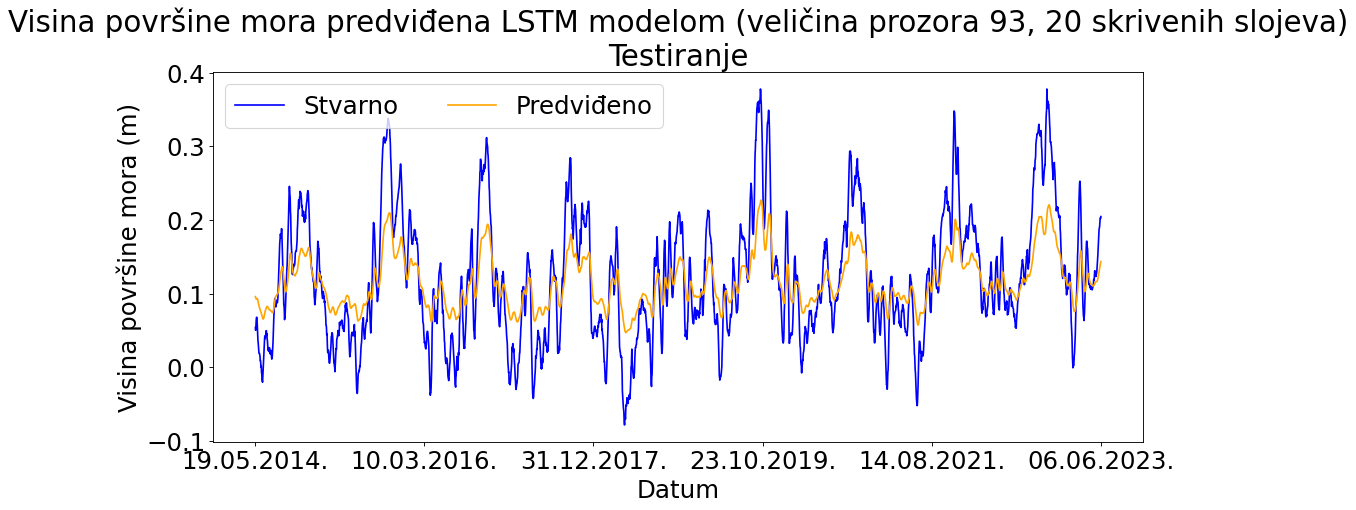 Visina površine mora predviđena LSTM modelom (veličina prozora 93, 20 skrivenih slojeva)
Testiranje
Stvarno Predviđeno
Visina površine mora (m)
0.4
0.3
0.2
0.1
0.0
−0.1
19.05.2014. 10.03.2016. 31.12.2017. 23.10.2019. 14.08.2021. 06.06.2023.
Datum